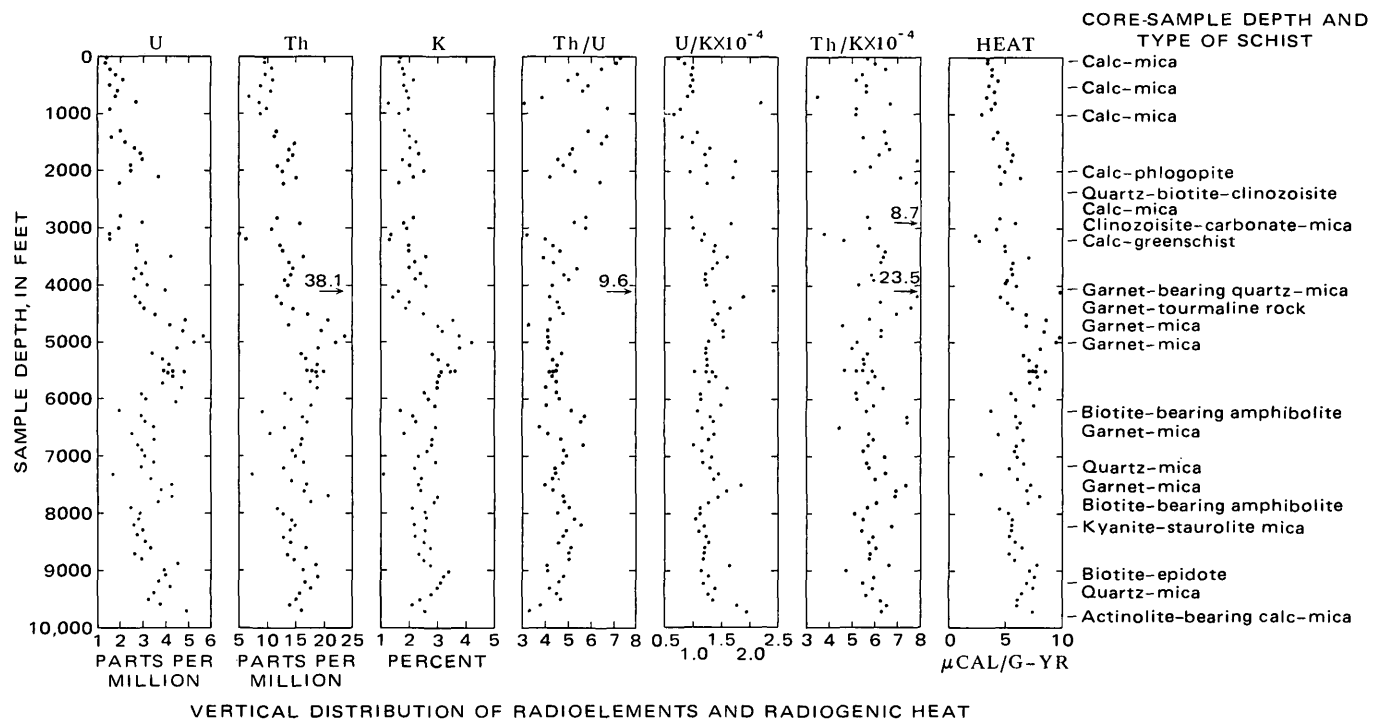 CORE-SAMPLE DEPTH AND
TYPE OF SCHIST
U Th K Th/U U/KX10-4 Th/KX10-4 HEAT
SAMPLE DEPTH, IN FEET
0
1000
2000
3000
4000
5000
6000
7000
8000
9000
10,000
38.1
9.6
8.7
23.5
Calc-mica
Calc-mica
Calc-mica
Calc-phlogopite
Quartz-biotite-clinozoisite
Calc-mica
Clinozoisite-carbonate-mica
Calc-greenschist
Garnet-bearing quartz-mica
Garnet-tourmaline rock
Garnet-mica
Garnet-mica
Biotite-bearing amphibolite
Garnet-mica
Quartz-mica
Garnet-mica
Biotite-bearing amphibolite
Kyanite-staurolite mica
Biotite-epidote
Quartz-mica
Actinolite-bearing calc-mica
1 2 3 4 5 6
PARTS PER
MILLION
5 10 15 20 25
PARTS PER
MILLION
1 2 3 4 5
PERCENT
3 4 5 6 7 8
0.5 1.0 1.5 2.0 2.5
3 4 5 6 7 8
0 5 10
μCAL/G-YR
VERTICAL DISTRIBUTION OF RADIOELEMENTS AND RADIOGENIC HEAT